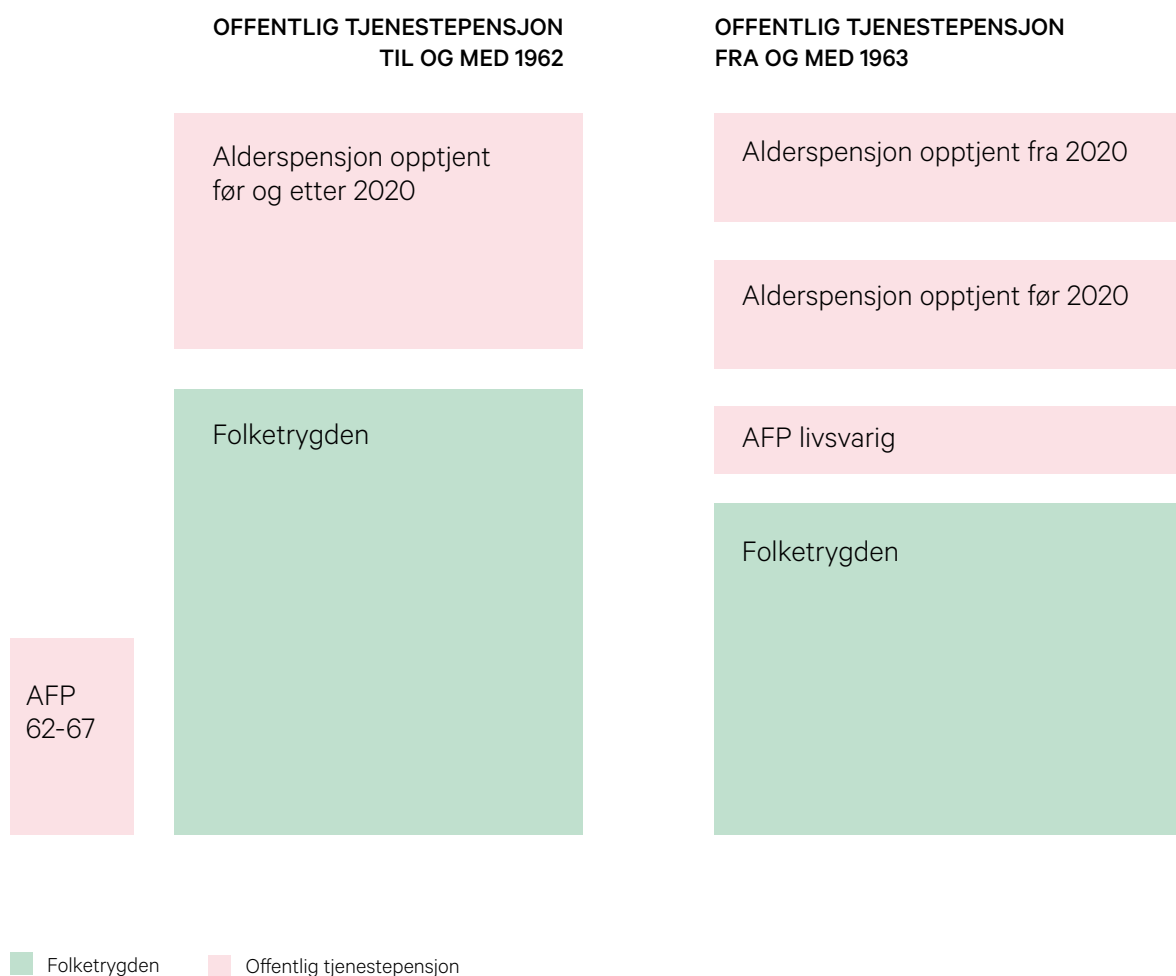 OFFENTLIG TJENESTEPENSJON
TIL OG MED 1962
Alderspensjon opptjent
før og etter 2020
Folketrygden
AFP
62-67
OFFENTLIG TJENESTEPENSJON
FRA OG MED 1963
Alderspensjon opptjent fra 2020
Alderspensjon opptjent før 2020
AFP livsvarig
Folketrygden
Folketrygden
Offentlig tjenestepensjon